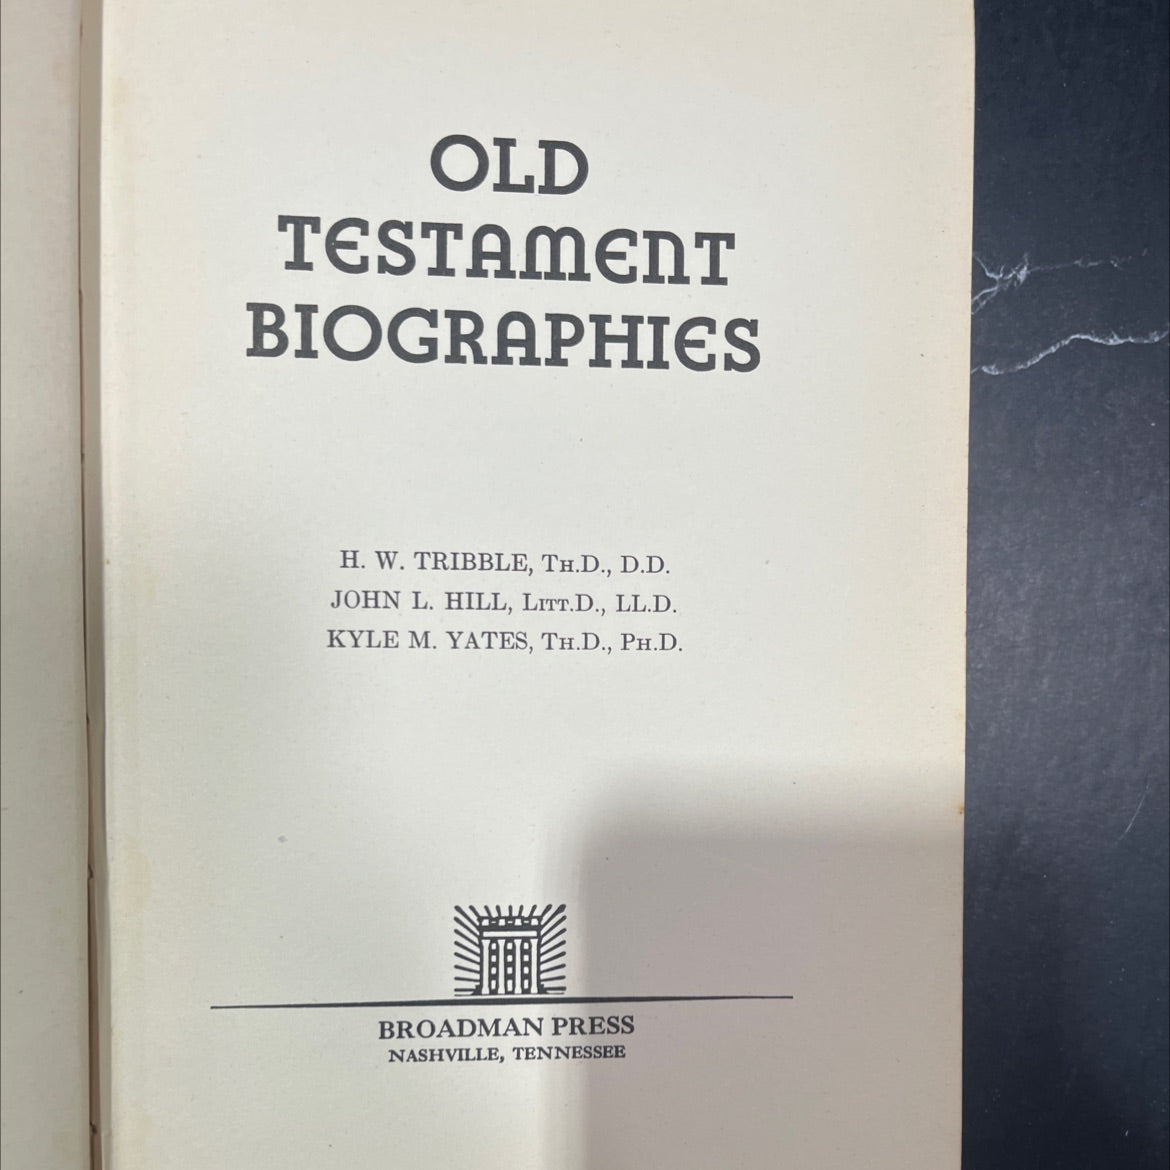 OLD
TESTAMENT
BIOGRAPHIES
H. W. TRIBBLE, TH.D., D.D.
JOHN L. HILL, LITT.D., LL.D.
KYLE M. YATES, TH.D., PH.D.
BROADMAN PRESS
NASHVILLE, TENNESSEE